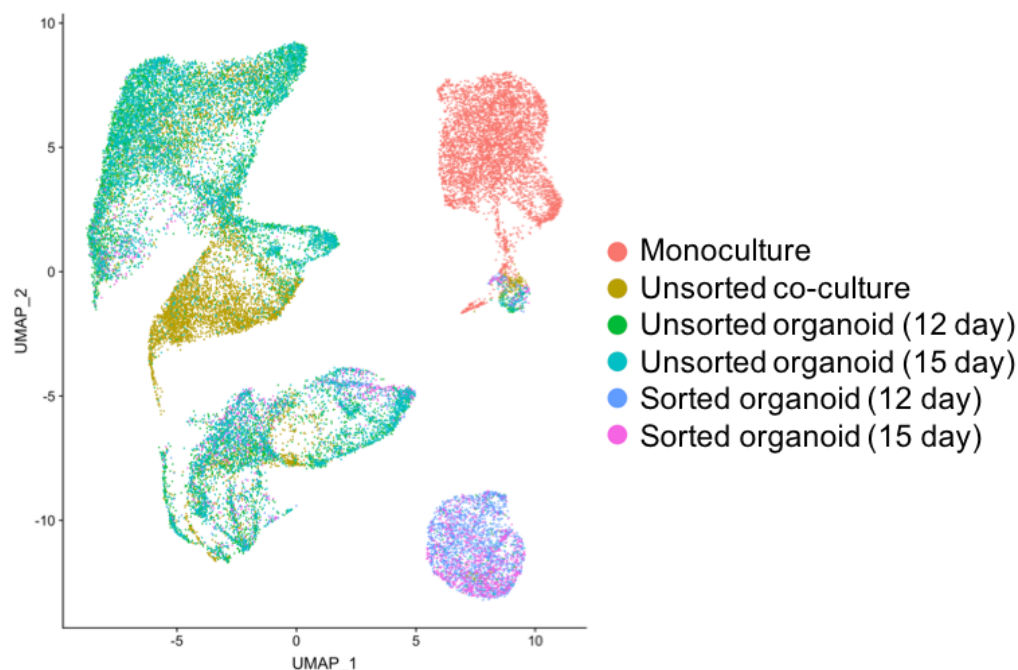 10
5
0
-5
-10
UMAP_2
-5
0
5
10
UMAP_1
Monoculture
Unsorted co-culture
Unsorted organoid (12 day)
Unsorted organoid (15 day)
Sorted organoid (12 day)
Sorted organoid (15 day)